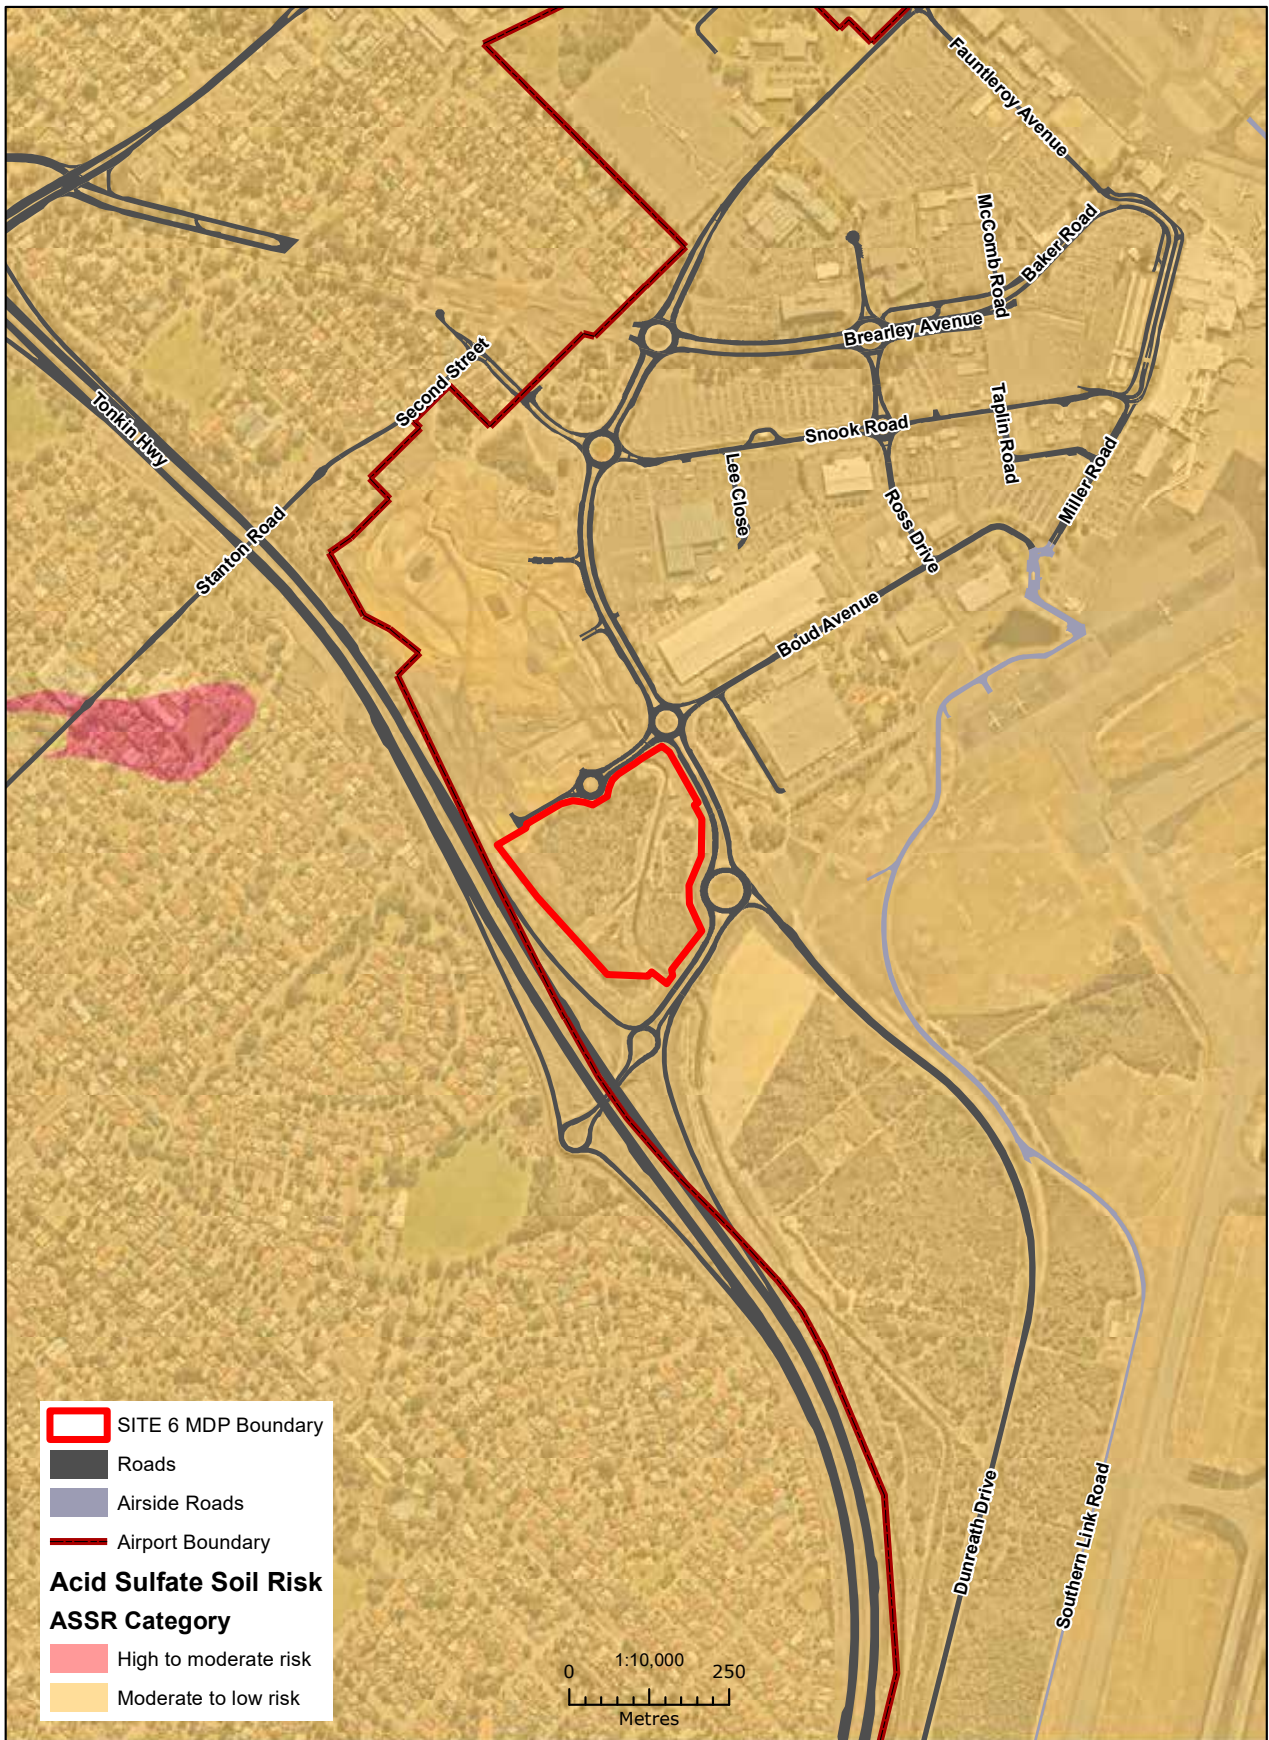 Fauntleroy Avenue
McComb Road
Baker Road
Brearley Avenue
Second Street
Tonkin Hwy
Taplin Road
Snook Road
Lee Close
Miller Road
Ross Drive
Stanton Road
Boud Avenue
Dunreath Drive
Southern Link Road
SITE 6 MDP Boundary
Roads
Airside Roads
Airport Boundary
Acid Sulfate Soil Risk
ASSR Category
High to moderate risk
Moderate to low risk
1:10,000
0 250
Metres